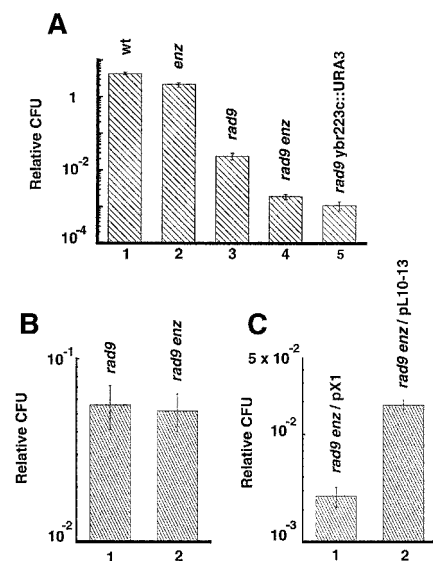 A
Relative CFU
1
10-2
10-4
wt
enz
rad9
rad9 enz
rad9 ybr223c::URA3
1 2 3 4 5
B
Relative CFU
10-1
10-2
rad9
rad9 enz
1 2
C
Relative CFU
5 x 10-2
10-2
10-3
rad9 enz / pX1
rad9 enz / pL10-13
1 2